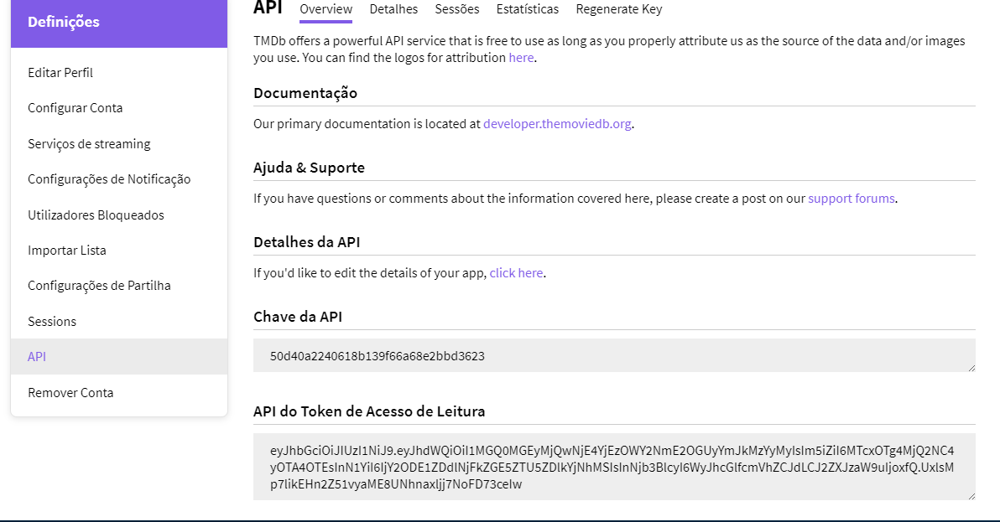 Definições
Editar Perfil
Configurar Conta
Serviços de streaming
Configurações de Notificação
Utilizadores Bloqueados
Importar Lista
Configurações de Partilha
Sessions
API
Remover Conta
API Overview Detalhes Sessões Estatísticas Regenerate Key
TMDb offers a powerful API service that is free to use as long as you properly attribute us as the source of the data and/or images
you use. You can find the logos for attribution here.
Documentação
Our primary documentation is located at developer.themoviedb.org.
Ajuda & Suporte
If you have questions or comments about the information covered here, please create a post on our support forums.
Detalhes da API
If you'd like to edit the details of your app, click here.
Chave da API
50d40a2240618b139f66a68e2bbd3623
API do Token de Acesso de Leitura
eyJhbGciOiJIUzI1NiJ9.eyJhdWQiOiI1MGQ0MGEyMjQwNjE4YjEzOWY2NmE2OGUyYmJkMzYyMyIsIm5iZiI6MTcxOTg4MjQ2NC4
yOTA4OTEsInN1YiI6IjY2ODE1ZDdlNjFkZGE5ZTU5ZDlkYjNhMSIsInNjb3BlcyI6WyJhcGlfcmVhZCJdLCJ2ZXJzaW9uIjoxfQ.UxlsM
p7likEHn2Z51vyaME8UNhnaxljj7NoFD73ceIw